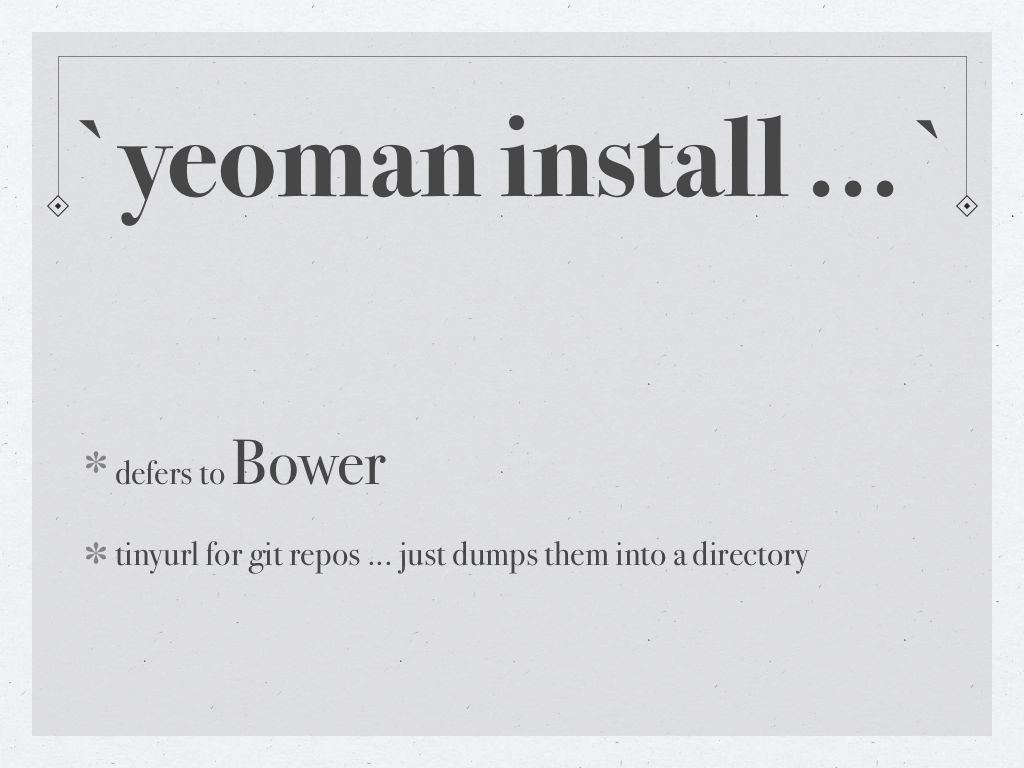 `yeoman install ... `
defers to Bower
tinyurl for git repos ... just dumps them into a directory